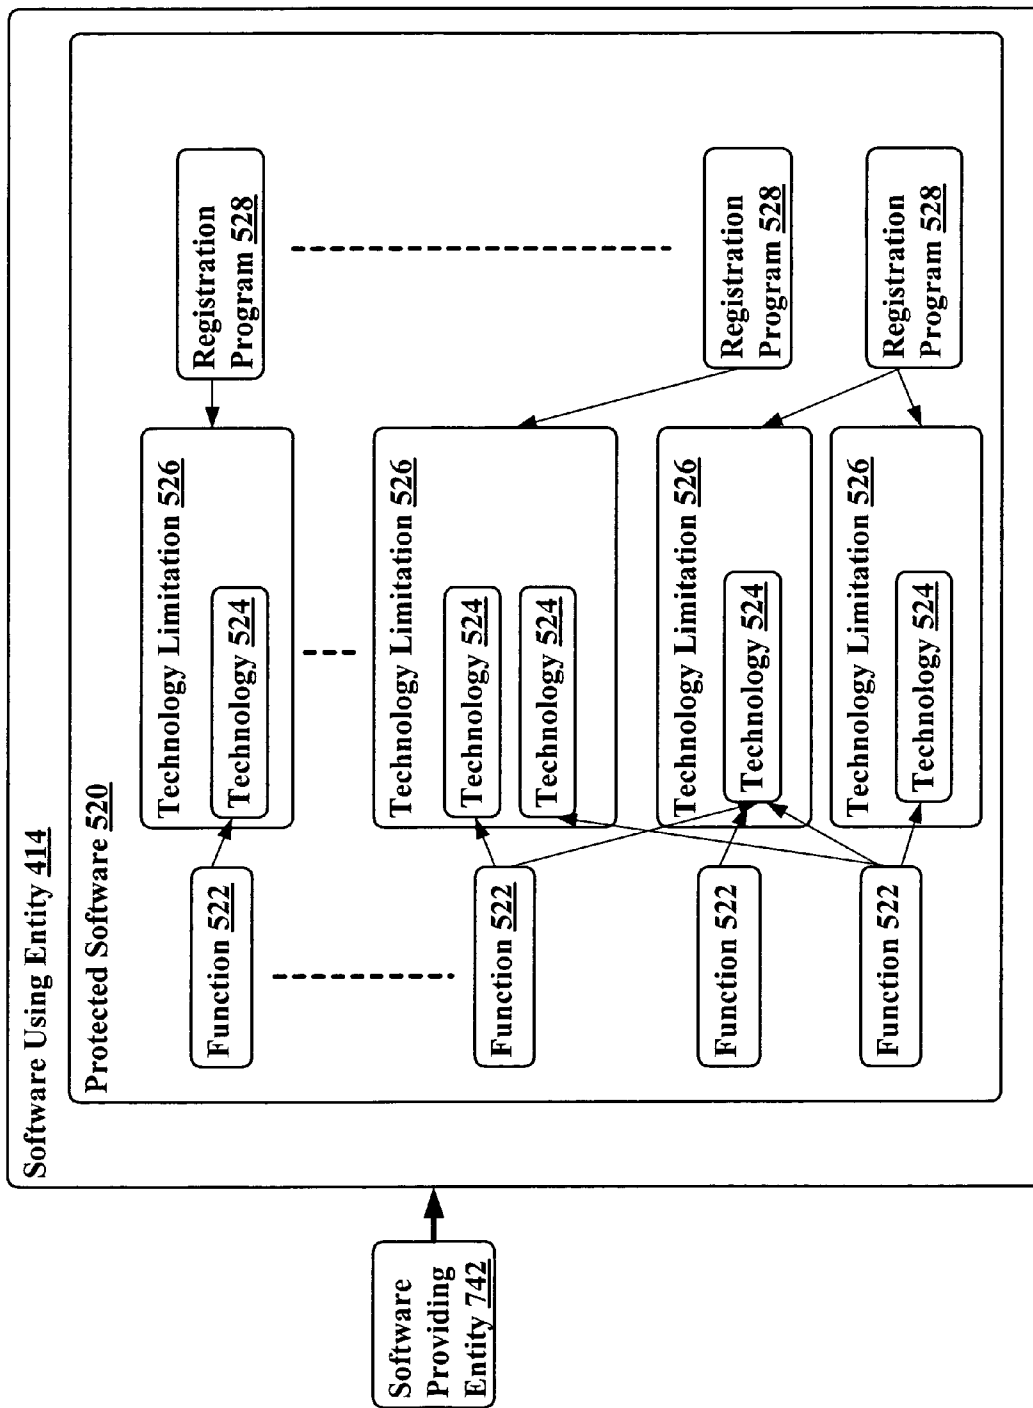 Software Using Entity 414
Protected Software 520
Function 522
Technology Limitation 526
Technology 524
Registration
Program 528
Function 522
Technology Limitation 526
Technology 524
Technology 524
Registration
Program 528
Function 522
Technology Limitation 526
Technology 524
Function 522
Technology Limitation 526
Technology 524
Registration
Program 528
Software
Providing
Entity 742